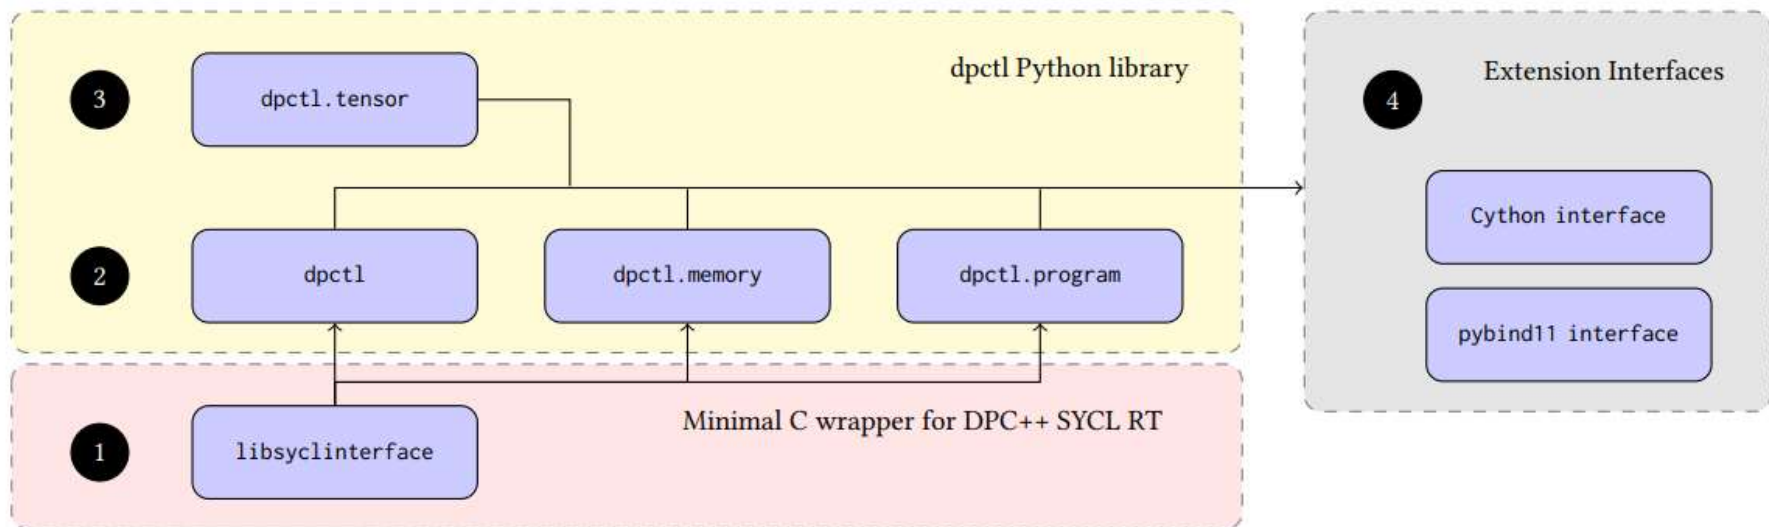 dpctl Python library
3
dpctl.tensor
2
dpctl
dpctl.memory
dpctl.program
Minimal C wrapper for DPC++ SYCL RT
1
libsyclinterface
4
Extension Interfaces
Cython interface
pybind11 interface